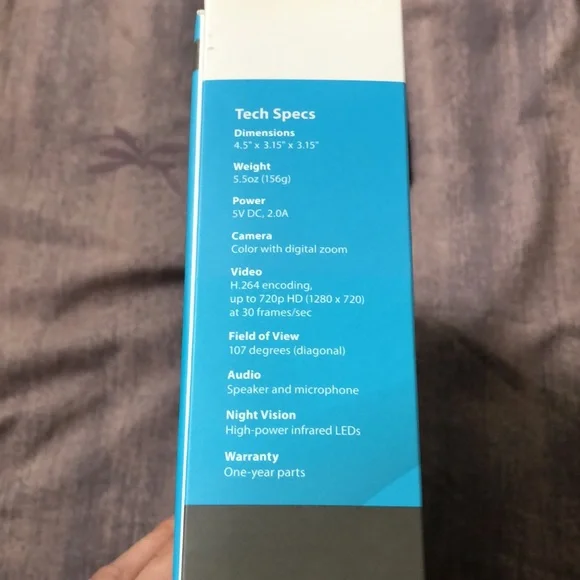 Tech Specs
Dimensions
4.5" x 3.15" x 3.15"
Weight
5.5oz (156g)
Power
5V DC, 2.0A
Camera
Color with digital zoom
Video
H.264 encoding,
up to 720p HD (1280 x 720)
at 30 frames/sec
Field of View
107 degrees (diagonal)
Audio
Speaker and microphone
Night Vision
High-power infrared LEDs
Warranty
One-year parts